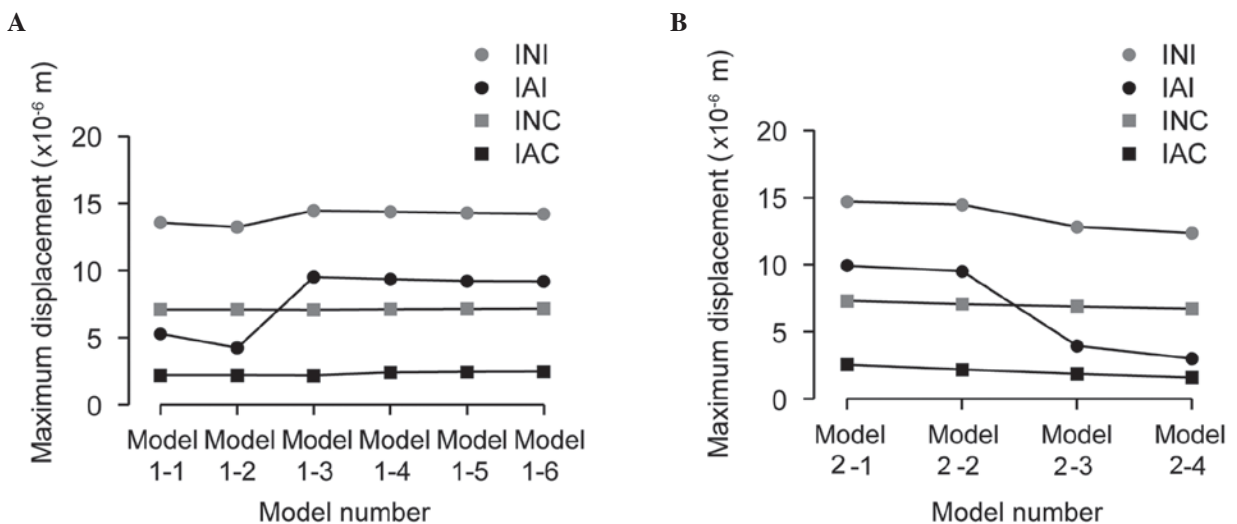 A
INI
IAI
INC
IAC
Maximum displacement (x10⁻⁶ m)
20
15
10
5
0
Model Model Model Model Model Model
1-1 1-2 1-3 1-4 1-5 1-6
Model number
B
INI
IAI
INC
IAC
Maximum displacement (x10⁻⁶ m)
20
15
10
5
0
Model Model Model Model
2-1 2-2 2-3 2-4
Model number